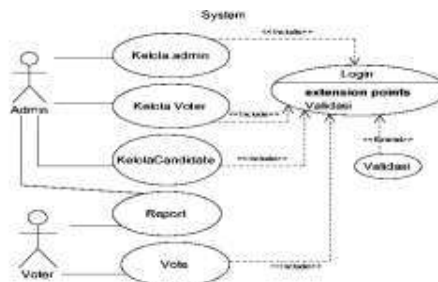 System
Kelola admin
<<Include>>
Login
extension points
Validasi
Admin
Kelola Voter
<<Include>>
KelolaCandidate
<<Include>>
<<Extend>>
Validasi
Report
Voter
Vote
<<Include>>